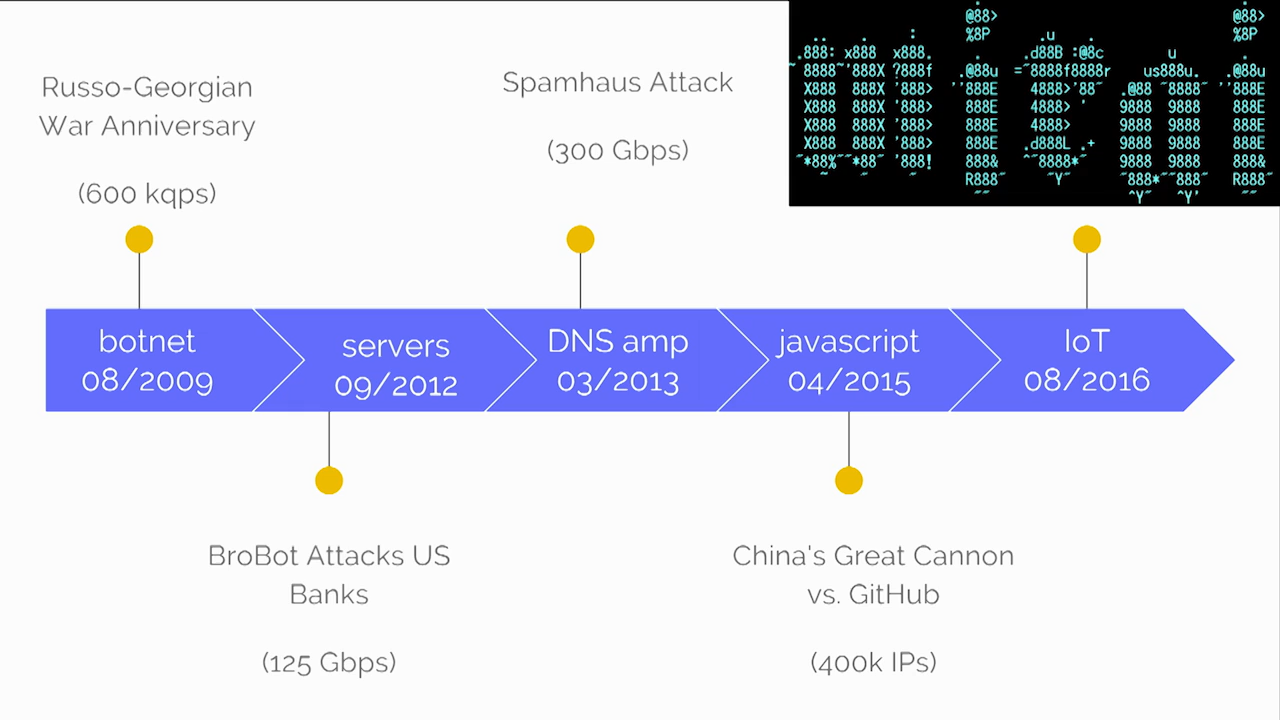 Russo-Georgian
War Anniversary
(600 kqps)
Spamhaus Attack
(300 Gbps)
botnet
08/2009
servers
09/2012
DNS amp
03/2013
javascript
04/2015
IoT
08/2016
BroBot Attacks US
Banks
(125 Gbps)
China's Great Cannon
vs. GitHub
(400k IPs)